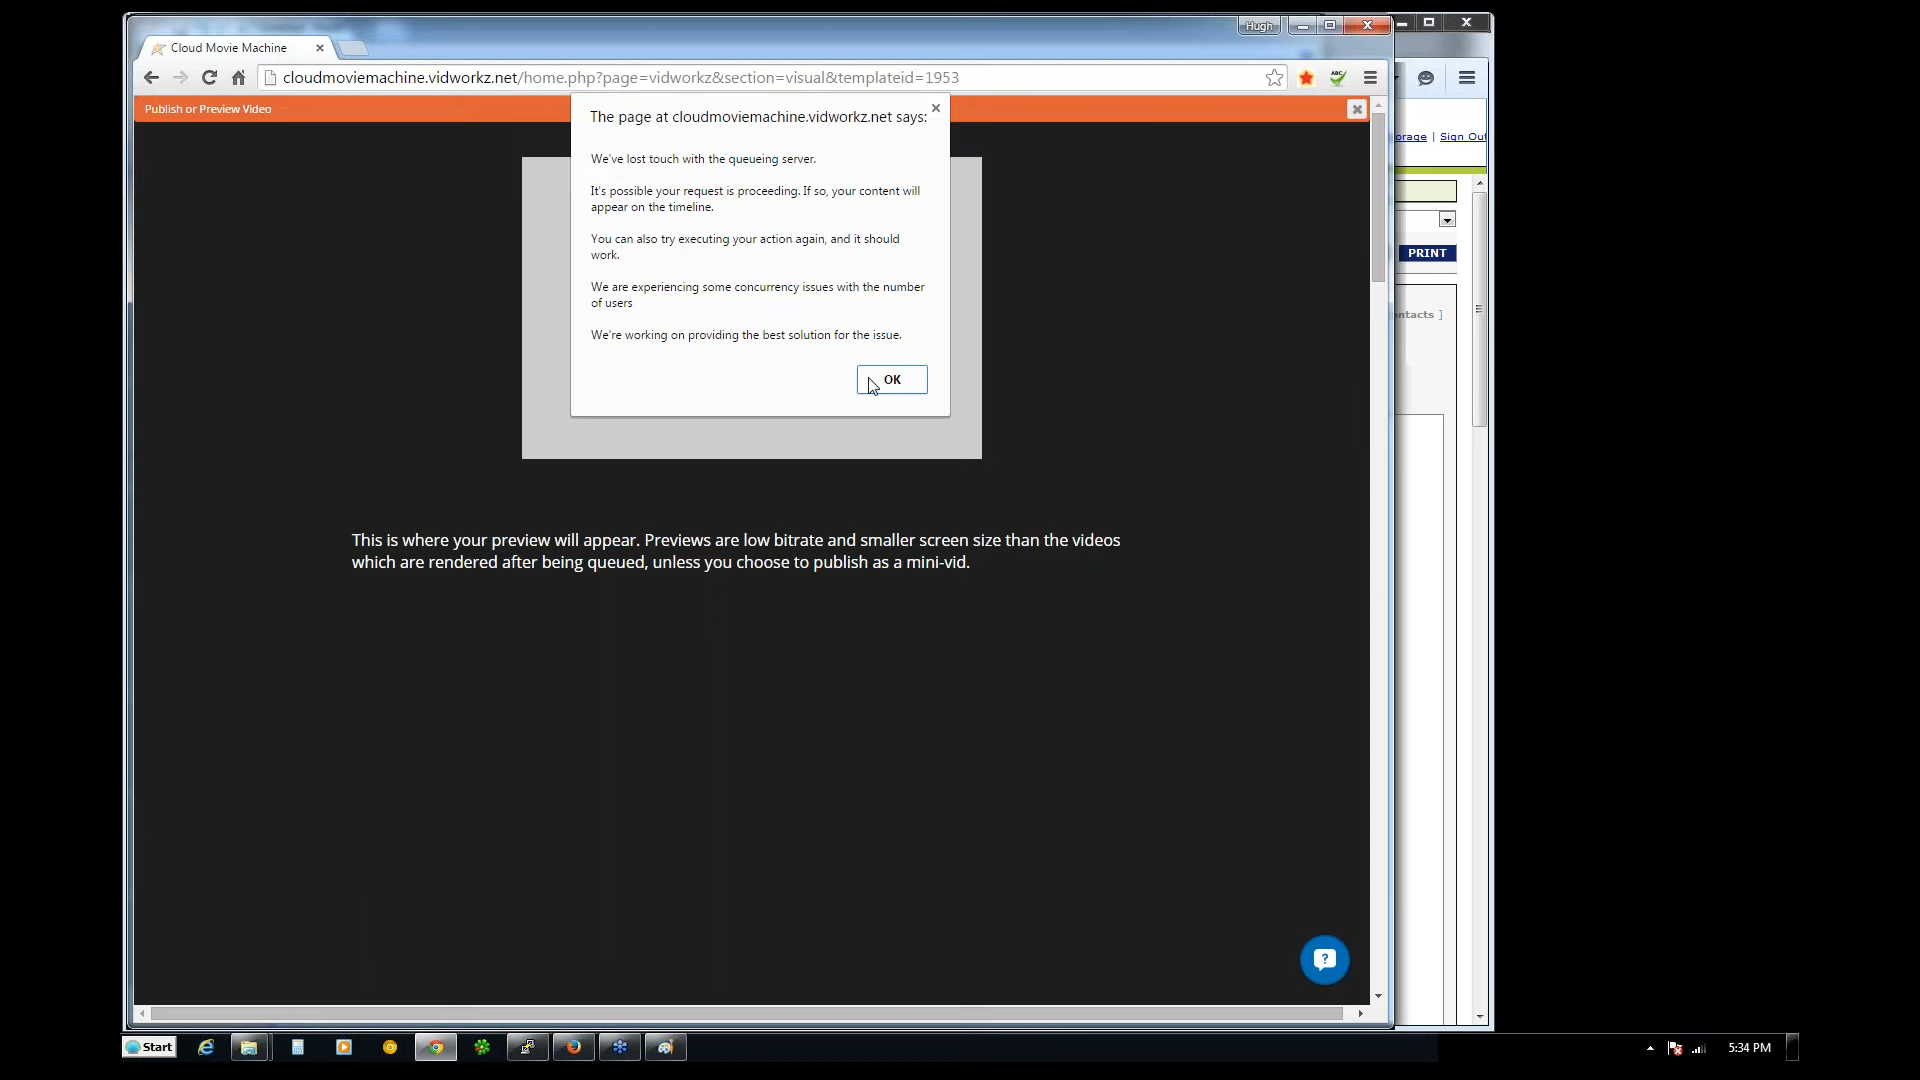 Hugh
Cloud Movie Machine
cloudmoviemachine.vidworkz.net/home.php?page=vidworkz&section=visual&templateid=1953
ABC
Publish or Preview Video
orage | Sign Out
The page at cloudmoviemachine.vidworkz.net says:
We've lost touch with the queueing server.
It's possible your request is proceeding. If so, your content will
appear on the timeline.
You can also try executing your action again, and it should
work.
We are experiencing some concurrency issues with the number
of users
We're working on providing the best solution for the issue.
OK
PRINT
ontacts ]
This is where your preview will appear. Previews are low bitrate and smaller screen size than the videos
which are rendered after being queued, unless you choose to publish as a mini-vid.
?
Start
5:34 PM